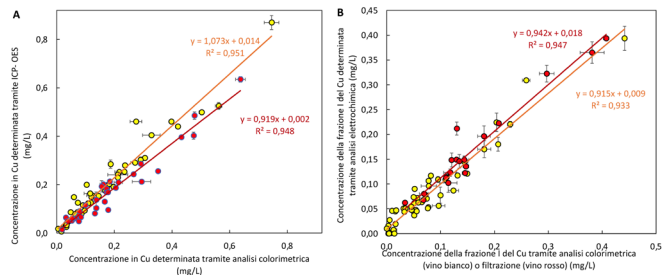 A
Concentrazione in Cu determinata tramite ICP- OES
(mg/L)
0,8
0,6
0,4
0,2
0,0
y = 1,073x + 0,014
R² = 0,951
y = 0,919x + 0,002
R² = 0,948
0,0
0,2
0,4
0,6
0,8
Concentrazione in Cu determinata tramite analisi colorimetrica
(mg/L)
B
Concentrazione della frazione I del Cu determinata
tramite analisi elettrochimica (mg/L)
0,45
0,40
0,35
0,30
0,25
0,20
0,15
0,10
0,05
0,00
y = 0,942x + 0,018
R² = 0,947
y = 0,915x + 0,009
R² = 0,933
0,0
0,1
0,2
0,3
0,4
0,5
Concentrazione della frazione I del Cu tramite analisi colorimetrica
(vino bianco) o filtrazione (vino rosso) (mg/L)